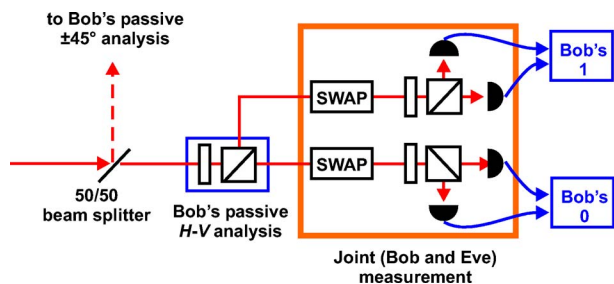 to Bob's passive
±45° analysis
50/50
beam splitter
Bob's passive
H-V analysis
SWAP
SWAP
Bob's
1
Bob's
0
Joint (Bob and Eve)
measurement